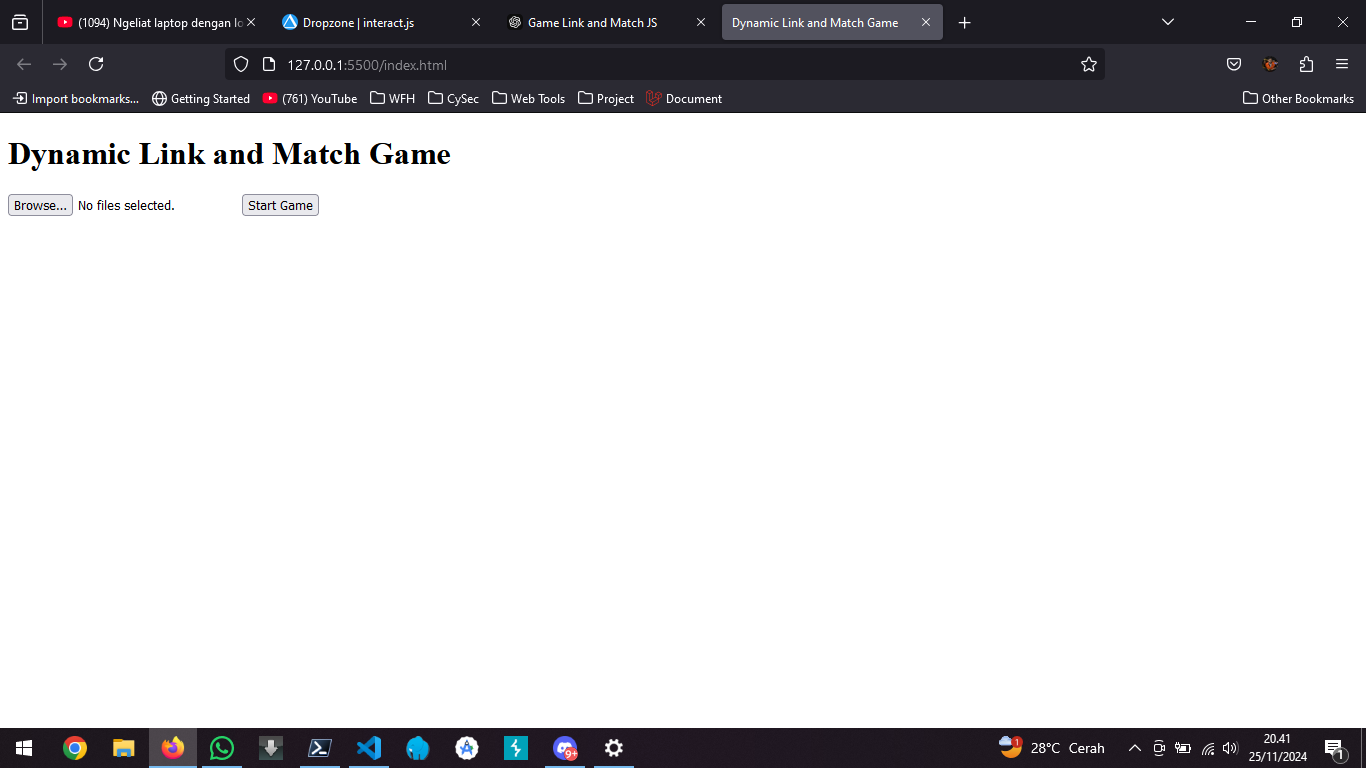 (1094) Ngeliat laptop dengan lo
Dropzone | interact.js
Game Link and Match JS
Dynamic Link and Match Game
127.0.0.1:5500/index.html
Import bookmarks...
Getting Started
(761) YouTube
WFH
CySec
Web Tools
Project
Document
Other Bookmarks
Dynamic Link and Match Game
Browse... No files selected.
Start Game
9+
1
28°C Cerah
20.41
25/11/2024
1